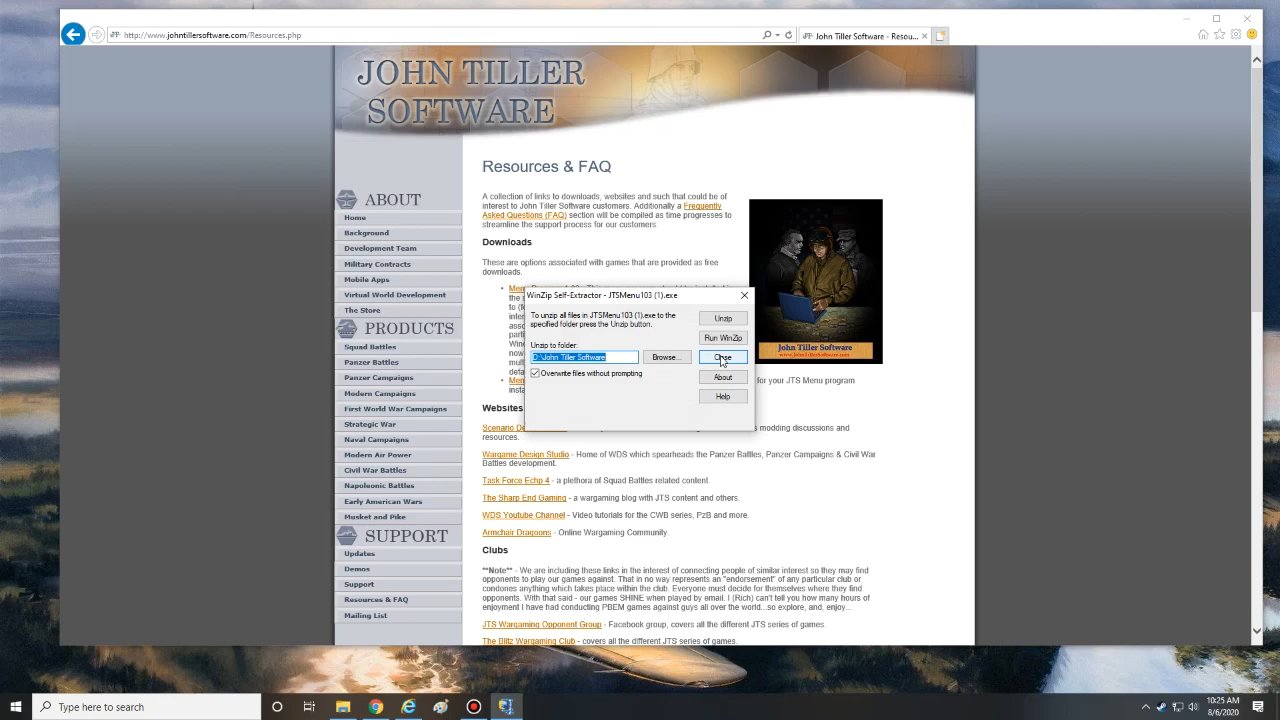 http://www.johntillersoftware.com/Resources.php
John Tiller Software - Resou...
JOHN TILLER
SOFTWARE
ABOUT
Home
Background
Development Team
Military Contracts
Mobile Apps
Virtual World Development
The Store
PRODUCTS
Squad Battles
Panzer Battles
Panzer Campaigns
Modern Campaigns
First World War Campaigns
Strategic War
Naval Campaigns
Modern Air Power
Civil War Battles
Napoleonic Battles
Early American Wars
Musket and Pike
SUPPORT
Updates
Demos
Support
Resources & FAQ
Mailing List
Resources & FAQ
A collection of links to downloads, websites and such that could be of
interest to John Tiller Software customers. Additionally a Frequently
Asked Questions (FAQ) section will be compiled as time progresses to
streamline the support process for our customers.
Downloads
These are options associated with games that are provided as free
downloads.
the
to
Wind
now
mult
defa
for your JTS Menu program
insta
WinZip Self-Extractor - JTSMenu103 (1).exe
To unzip all files in JTSMenu103 (1).exe to the
specified folder press the Unzip button.
Unzip to folder:
D:\John Tiller Software
Browse...
Overwrite files without prompting
Unzip
Run WinZip
Close
About
Help
John Tiller Software
www.JohnTillerSoftware.com
Websites
Scenario De
modding discussions and
resources.
Wargame Design Studio - Home of WDS which spearheads the Panzer Battles, Panzer Campaigns & Civil War
Battles development.
Task Force Echo 4 - a plethora of Squad Battles related content.
The Sharp End Gaming - a wargaming blog with JTS content and others.
WDS Youtube Channel - Video tutorials for the CWB series, PzB and more.
Armchair Dragoons - Online Wargaming Community.
Clubs
**Note** - We are including these links in the interest of connecting people of similar interest so they may find
opponents to play our games against. That in no way represents an "endorsement" of any particular club or
condones anything which takes place within the club. Everyone must decide for themselves where they find
opponents. With that said - our games SHINE when played by email. I (Rich) can't tell you how many hours of
enjoyment I have had conducting PBEM games against guys all over the world...so explore, and, enjoy...
JTS Wargaming Opponent Group - Facebook group, covers all the different JTS series of games.
The Blitz Wargaming Club - covers all the different JTS series of games.
Type here to search
10:25 AM
8/6/2020